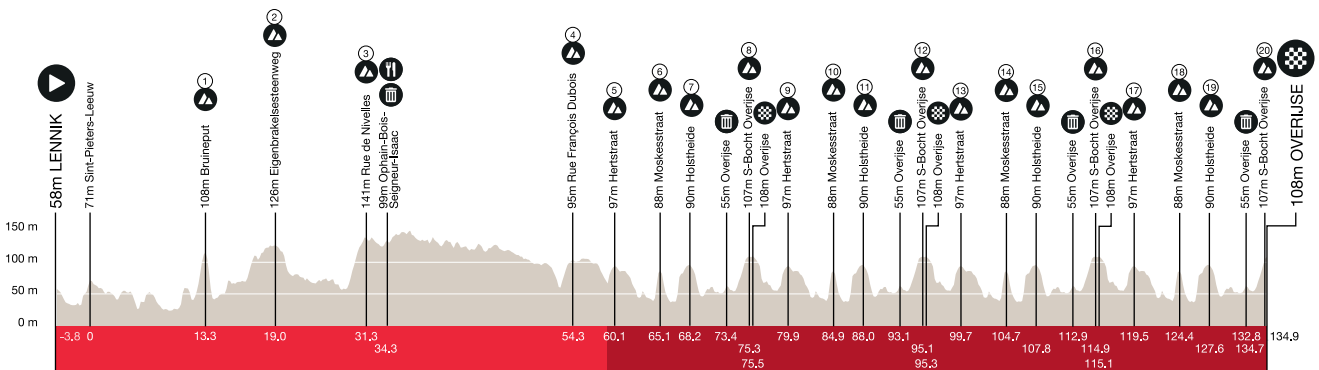 1
2
3
4
5
6
7
8
9
10
11
12
13
14
15
16
17
18
19
20
58m LENNIK
71m Sint-Pieters-Leeuw
108m Bruineput
126m Eigenbrakelsesteenweg
141m Rue de Nivelles
99m Ophain-Bois-
Seigneur-Isaac
95m Rue François Dubois
97m Hertstraat
88m Moskesstraat
90m Holstheide
55m Overijse
107m S-Bocht Overijse
108m Overijse
97m Hertstraat
88m Moskesstraat
90m Holstheide
55m Overijse
107m S-Bocht Overijse
108m Overijse
97m Hertstraat
88m Moskesstraat
90m Holstheide
55m Overijse
107m S-Bocht Overijse
108m Overijse
97m Hertstraat
88m Moskesstraat
90m Holstheide
55m Overijse
107m S-Bocht Overijse
108m OVERIJSE
150 m
100 m
50 m
0 m
-3,8 0 13.3 19,0 31,3 54,3 60,1 65,1 68,2 73,4 79,9 84,9 88,0 93,1 99,7 104,7 112,9 119,5 124,4 132,8 134,9
34.3 75.3 95.1 107,8 114.9 127.6 134,7
75.5 95.3 115.1